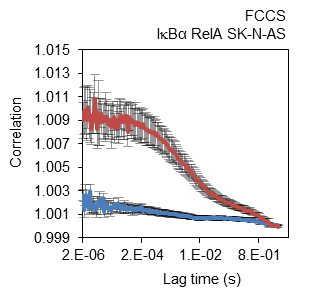 FCCS
IκBα RelA SK-N-AS
1.015
1.013
1.011
1.009
1.007
1.005
1.003
1.001
0.999
Correlation
2.E-06 2.E-04 1.E-02 8.E-01
Lag time (s)